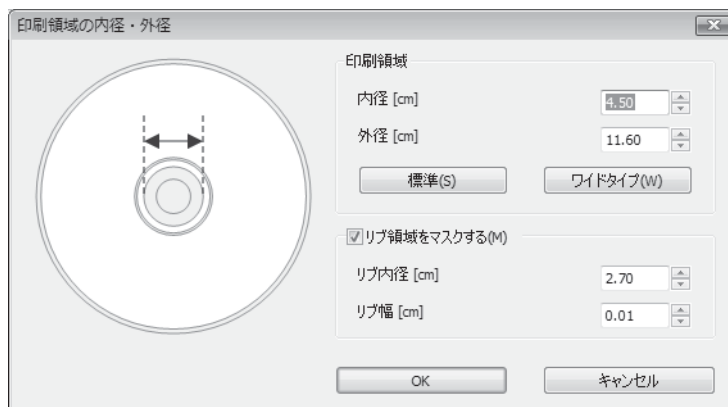 印刷領域の内径・外径
印刷領域
内径 [cm]
4.50
外径 [cm]
11.60
標準(S)
ワイドタイプ(W)
リブ領域をマスクする(M)
リブ内径 [cm]
2.70
リブ幅 [cm]
0.01
OK
キャンセル